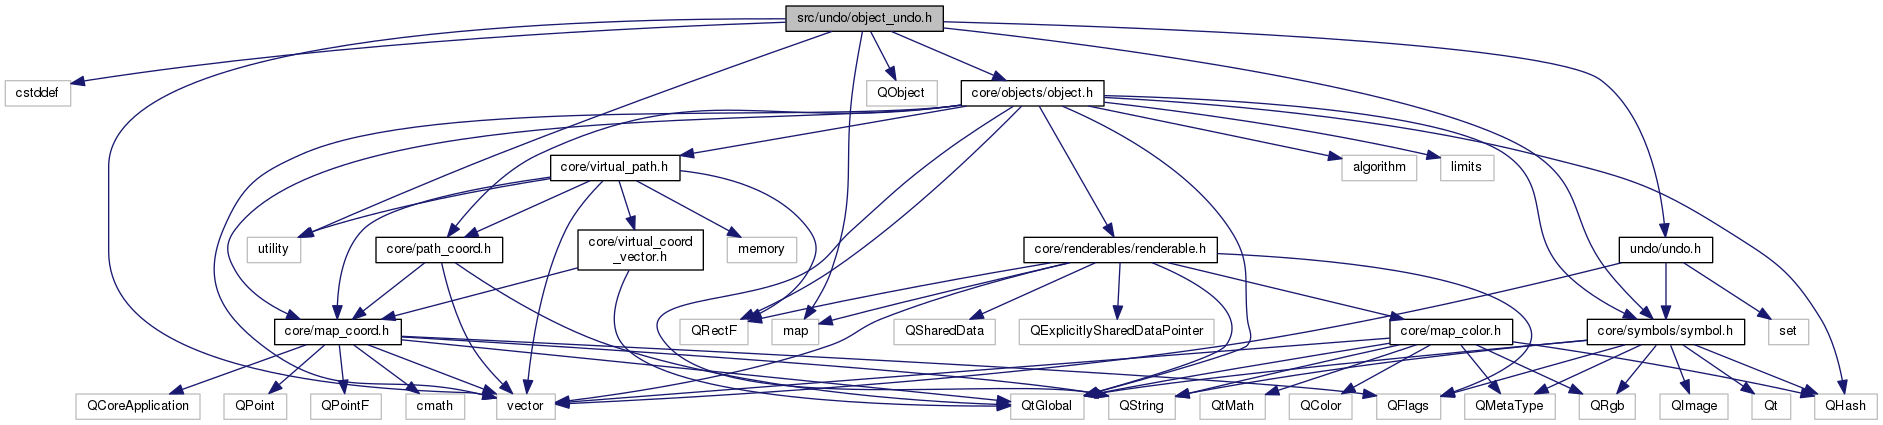 src/undo/object_undo.h
cstddef
QObject
core/objects/object.h
core/virtual_path.h
algorithm
limits
utility
core/path_coord.h
core/virtual_coord
_vector.h
memory
core/renderables/renderable.h
undo/undo.h
core/map_coord.h
QRectF
map
QSharedData
QExplicitlySharedDataPointer
core/map_color.h
core/symbols/symbol.h
set
QCoreApplication
QPoint
QPointF
cmath
vector
QtGlobal
QString
QtMath
QColor
QFlags
QMetaType
QRgb
QImage
Qt
QHash